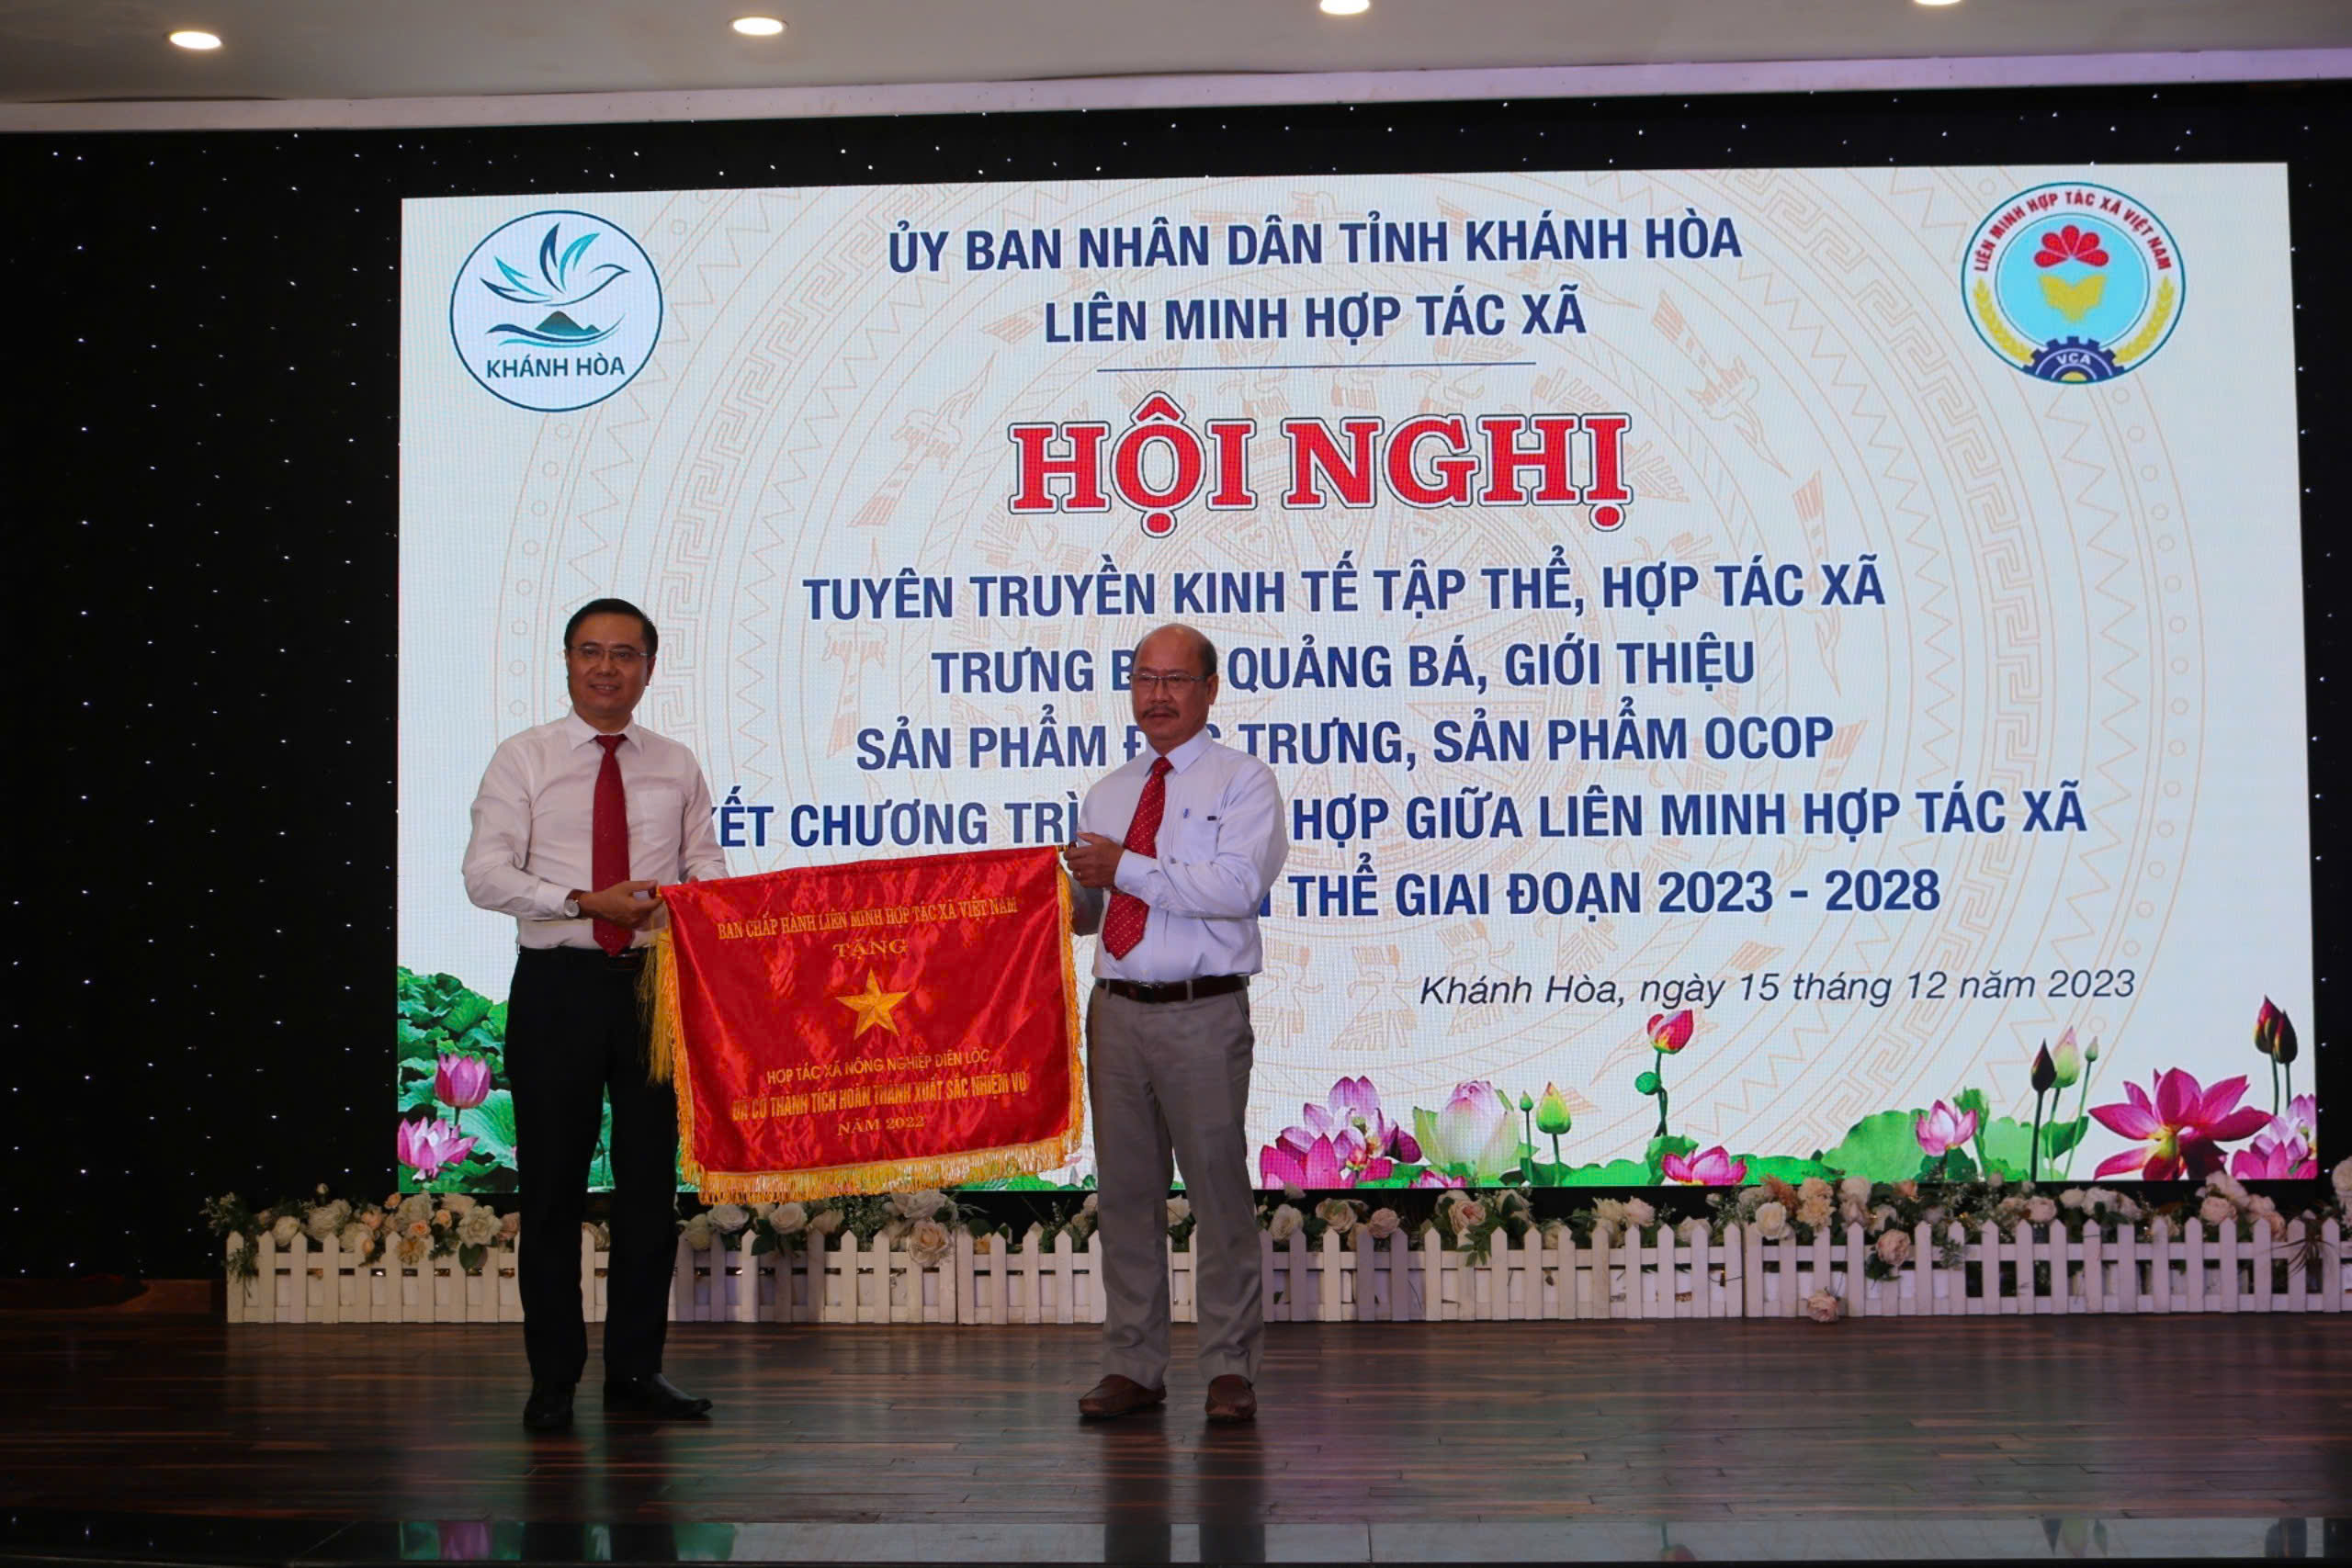 KHÁNH HÒA
LIÊN MINH HỢP TÁC XÃ VIỆT NAM
VCA
ỦY BAN NHÂN DÂN TỈNH KHÁNH HÒA
LIÊN MINH HỢP TÁC XÃ
HỘI NGHỊ
TUYÊN TRUYỀN KINH TẾ TẬP THỂ, HỢP TÁC XÃ
TRƯNG QUẢNG BÁ, GIỚI THIỆU
SẢN PHẨM TRƯNG, SẢN PHẨM OCOP
CHƯƠNG HỢP GIỮA LIÊN MINH HỢP TÁC XÃ
THỂ GIAI ĐOẠN 2023 - 2028
Khánh Hòa, ngày 15 tháng 12 năm 2023
BAN CHẤP HÀNH LIÊN MINH HỢP TÁC XÃ VIỆT NAM
TẶNG
HỢP TÁC XÃ NÔNG NGHIỆP DIÊN LỘC
ĐÃ CÓ THÀNH TÍCH HOÀN THÀNH XUẤT SẮC NHIỆM VỤ
NĂM 2022